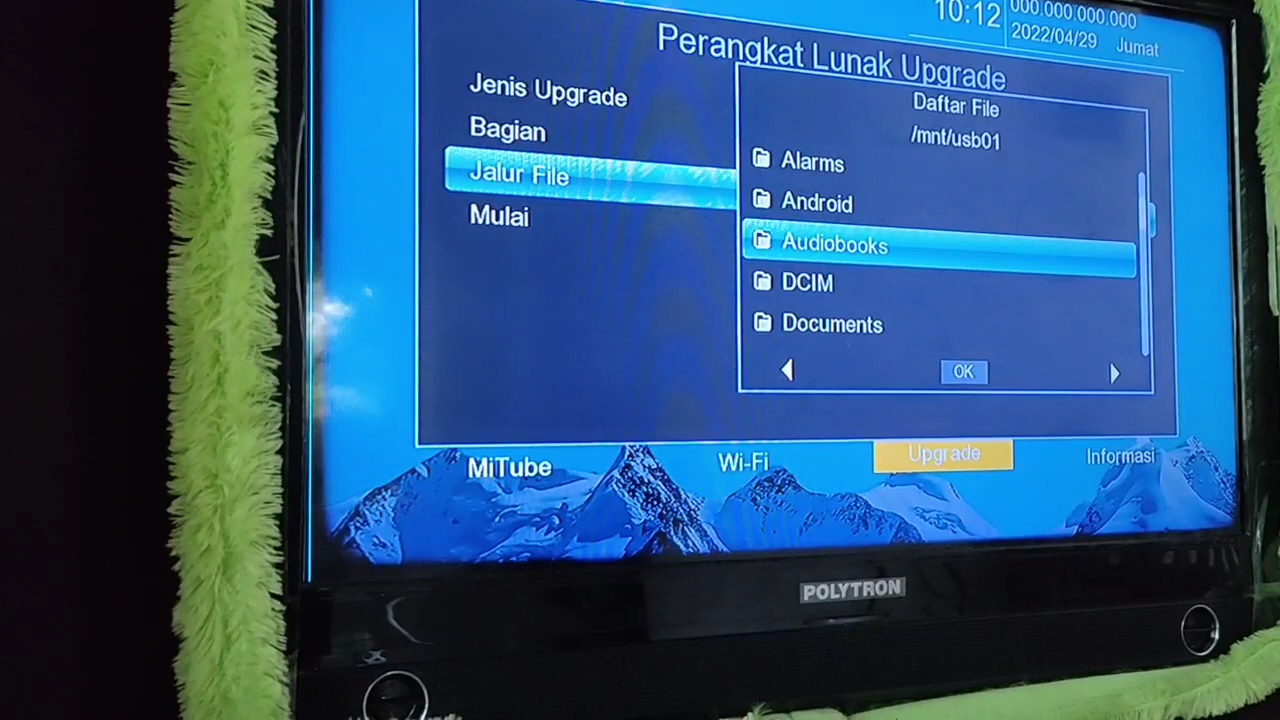 10:12
000.000.000.000
2022/04/29 Jumat
Perangkat Lunak Upgrade
Jenis Upgrade
Bagian
Jalur File
Mulai
Daftar File
/mnt/usb01
Alarms
Android
Audiobooks
DCIM
Documents
OK
MiTube
Wi-Fi
Upgrade
Informasi
POLYTRON